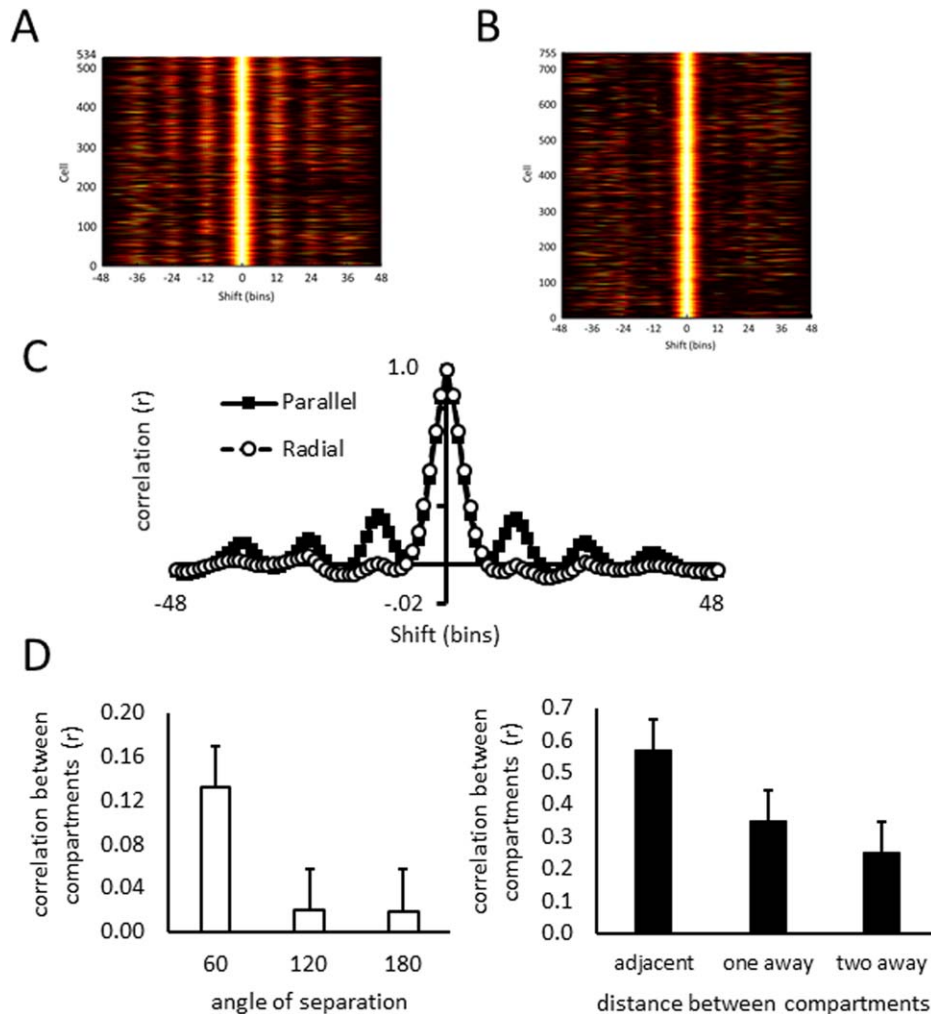 A
Cell
534
500
400
300
200
100
0
-48 -36 -24 -12 0 12 24 36 48
Shift (bins)
B
Cell
755
700
600
500
400
300
200
100
0
-48 -36 -24 -12 0 12 24 36 48
Shift (bins)
C
correlation (r)
1.0
Parallel
Radial
-48
-.02
48
Shift (bins)
D
correlation between
compartments (r)
0.20
0.16
0.12
0.08
0.04
0.00
60 120 180
angle of separation
correlation between
compartments (r)
0.7
0.6
0.5
0.4
0.3
0.2
0.1
0.0
adjacent one away two away
distance between compartments